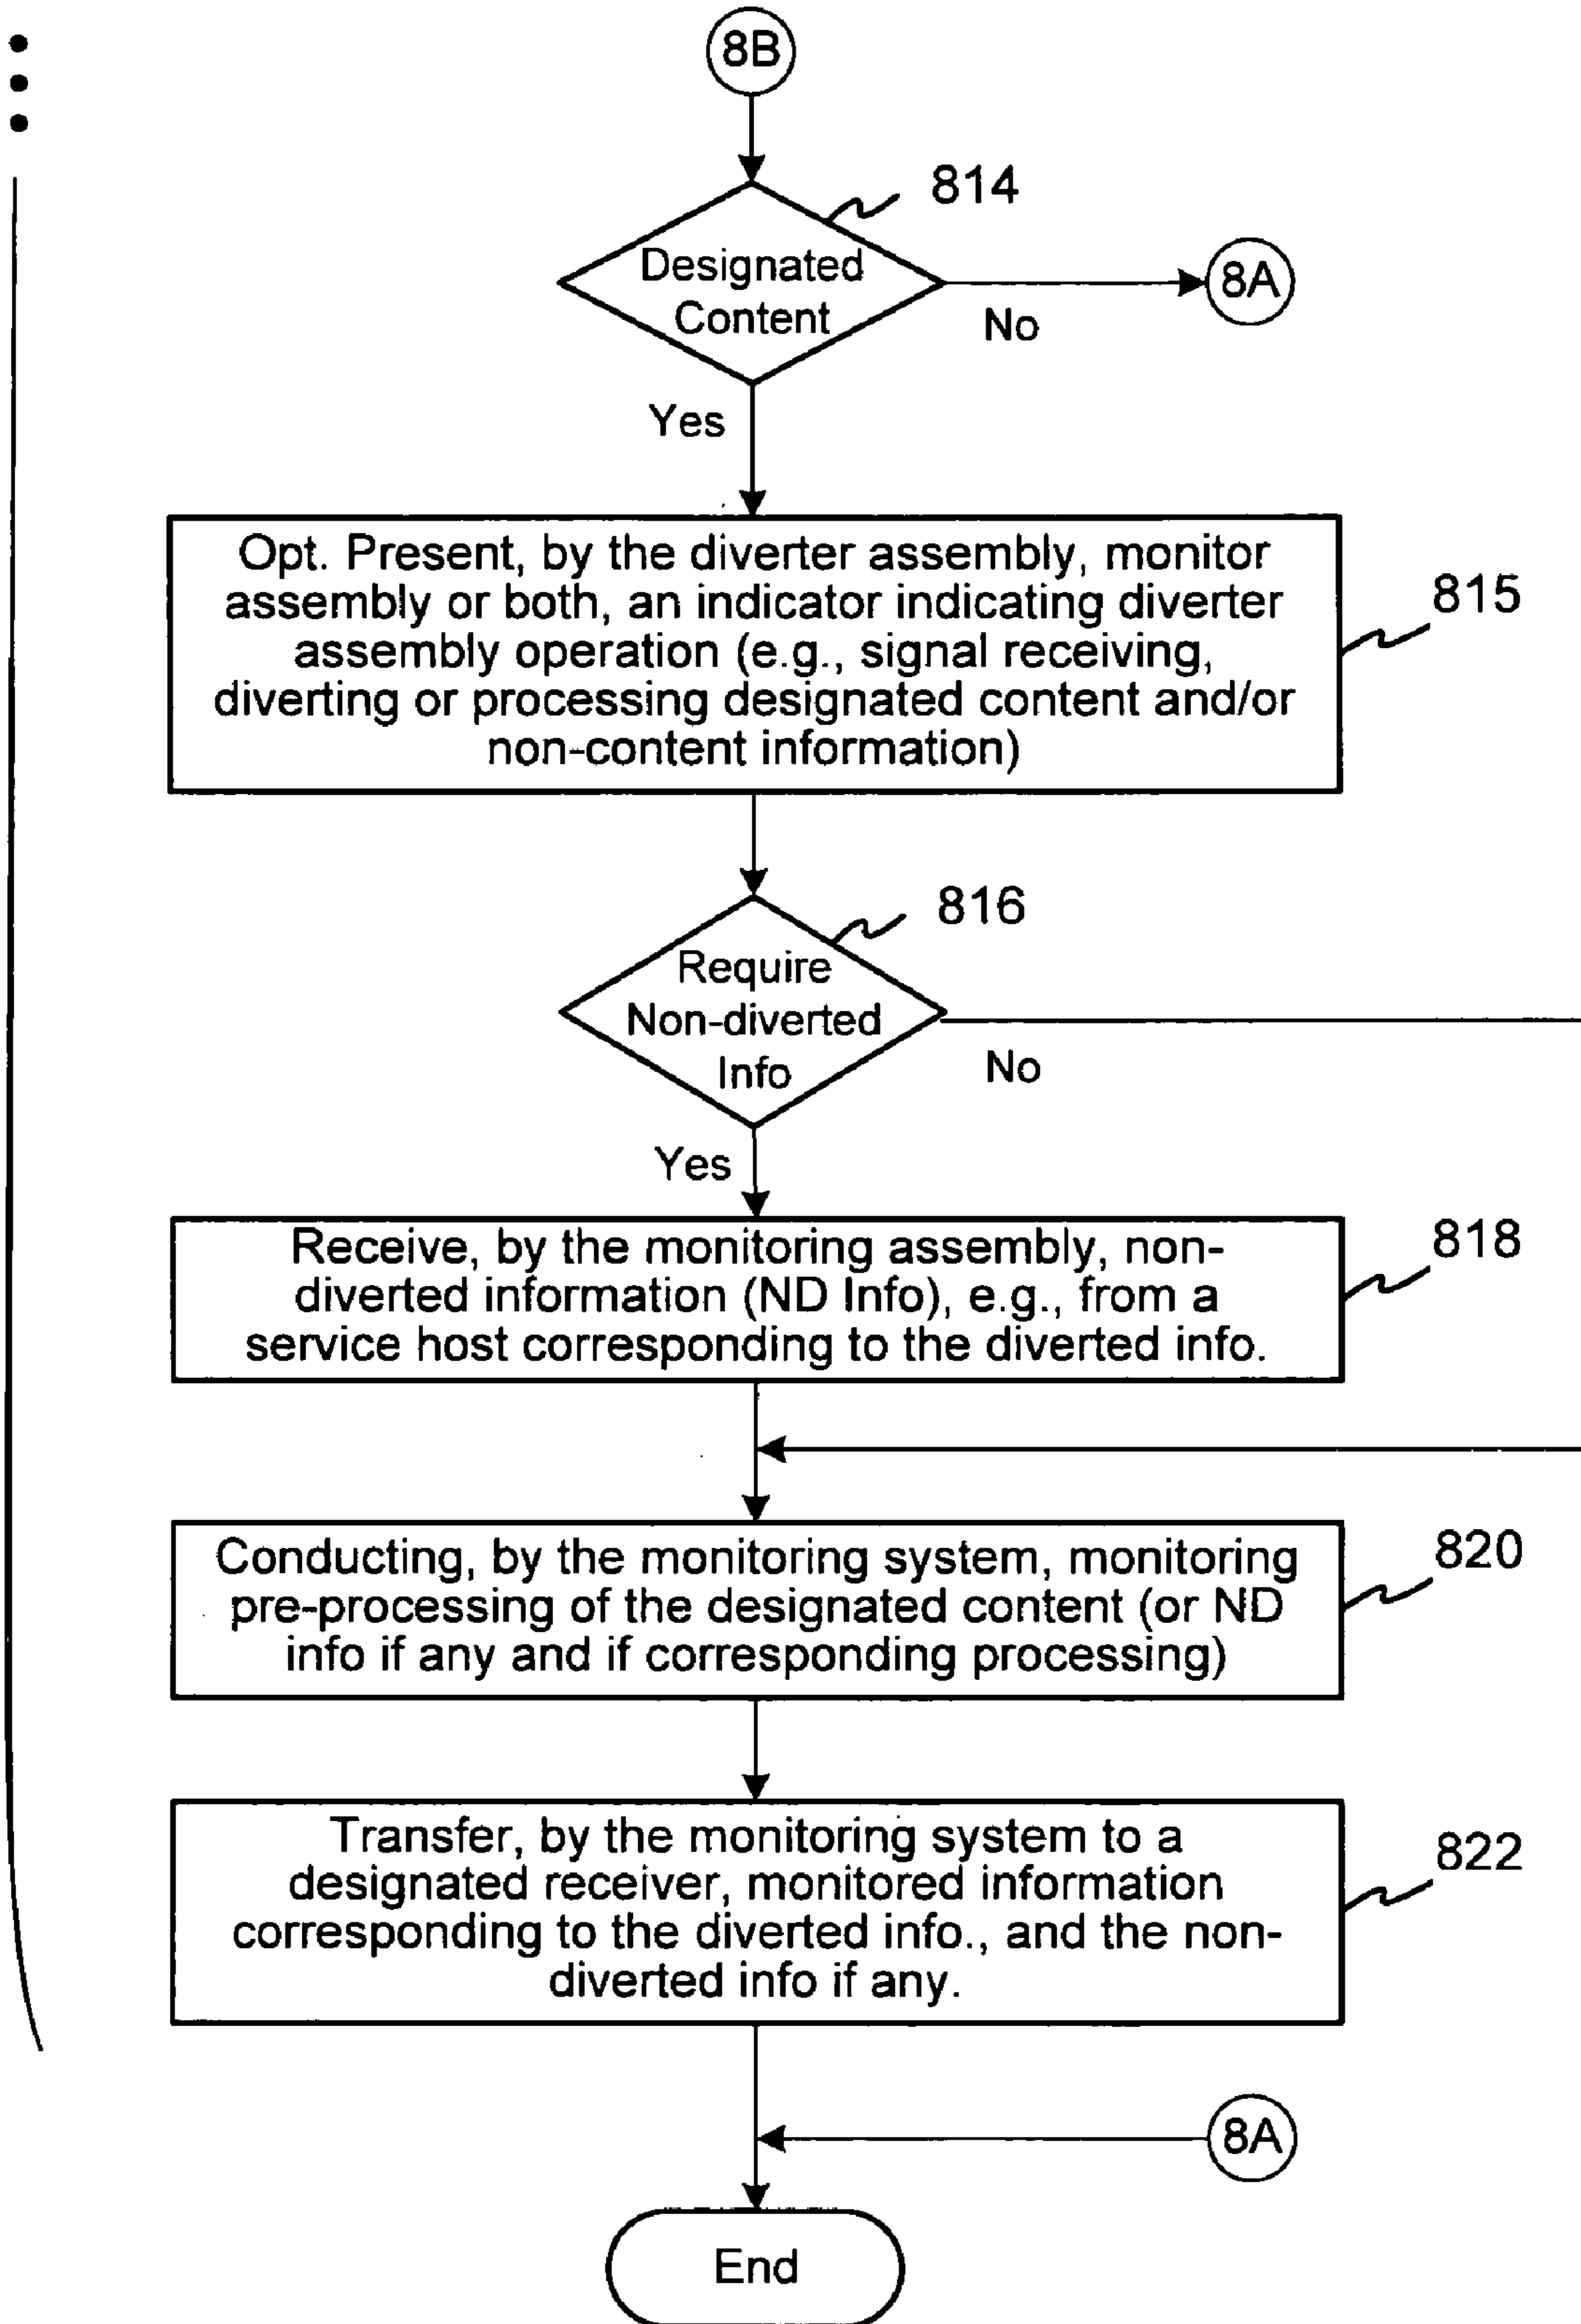 8B
814
Designated
Content
8A
No
Yes
Opt. Present, by the diverter assembly, monitor
assembly or both, an indicator indicating diverter
assembly operation (e.g., signal receiving,
diverting or processing designated content and/or
non-content information)
815
816
Require
Non-diverted
Info
No
Yes
Receive, by the monitoring assembly, non-
diverted information (ND Info), e.g., from a
service host corresponding to the diverted info.
818
Conducting, by the monitoring system, monitoring
pre-processing of the designated content (or ND
info if any and if corresponding processing)
820
Transfer, by the monitoring system to a
designated receiver, monitored information
corresponding to the diverted info., and the non-
diverted info if any.
822
8A
End